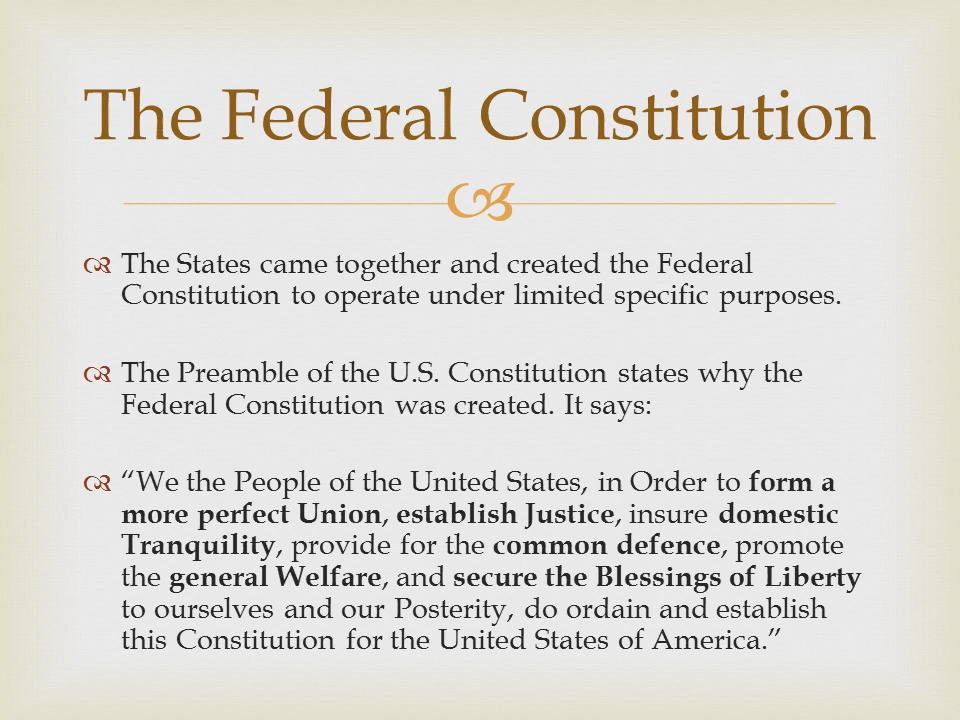 The Federal Constitution
The States came together and created the Federal
Constitution to operate under limited specific purposes.
The Preamble of the U.S. Constitution states why the
Federal Constitution was created. It says:
“We the People of the United States, in Order to form a
more perfect Union, establish Justice, insure domestic
Tranquility, provide for the common defence, promote
the general Welfare, and secure the Blessings of Liberty
to ourselves and our Posterity, do ordain and establish
this Constitution for the United States of America.”